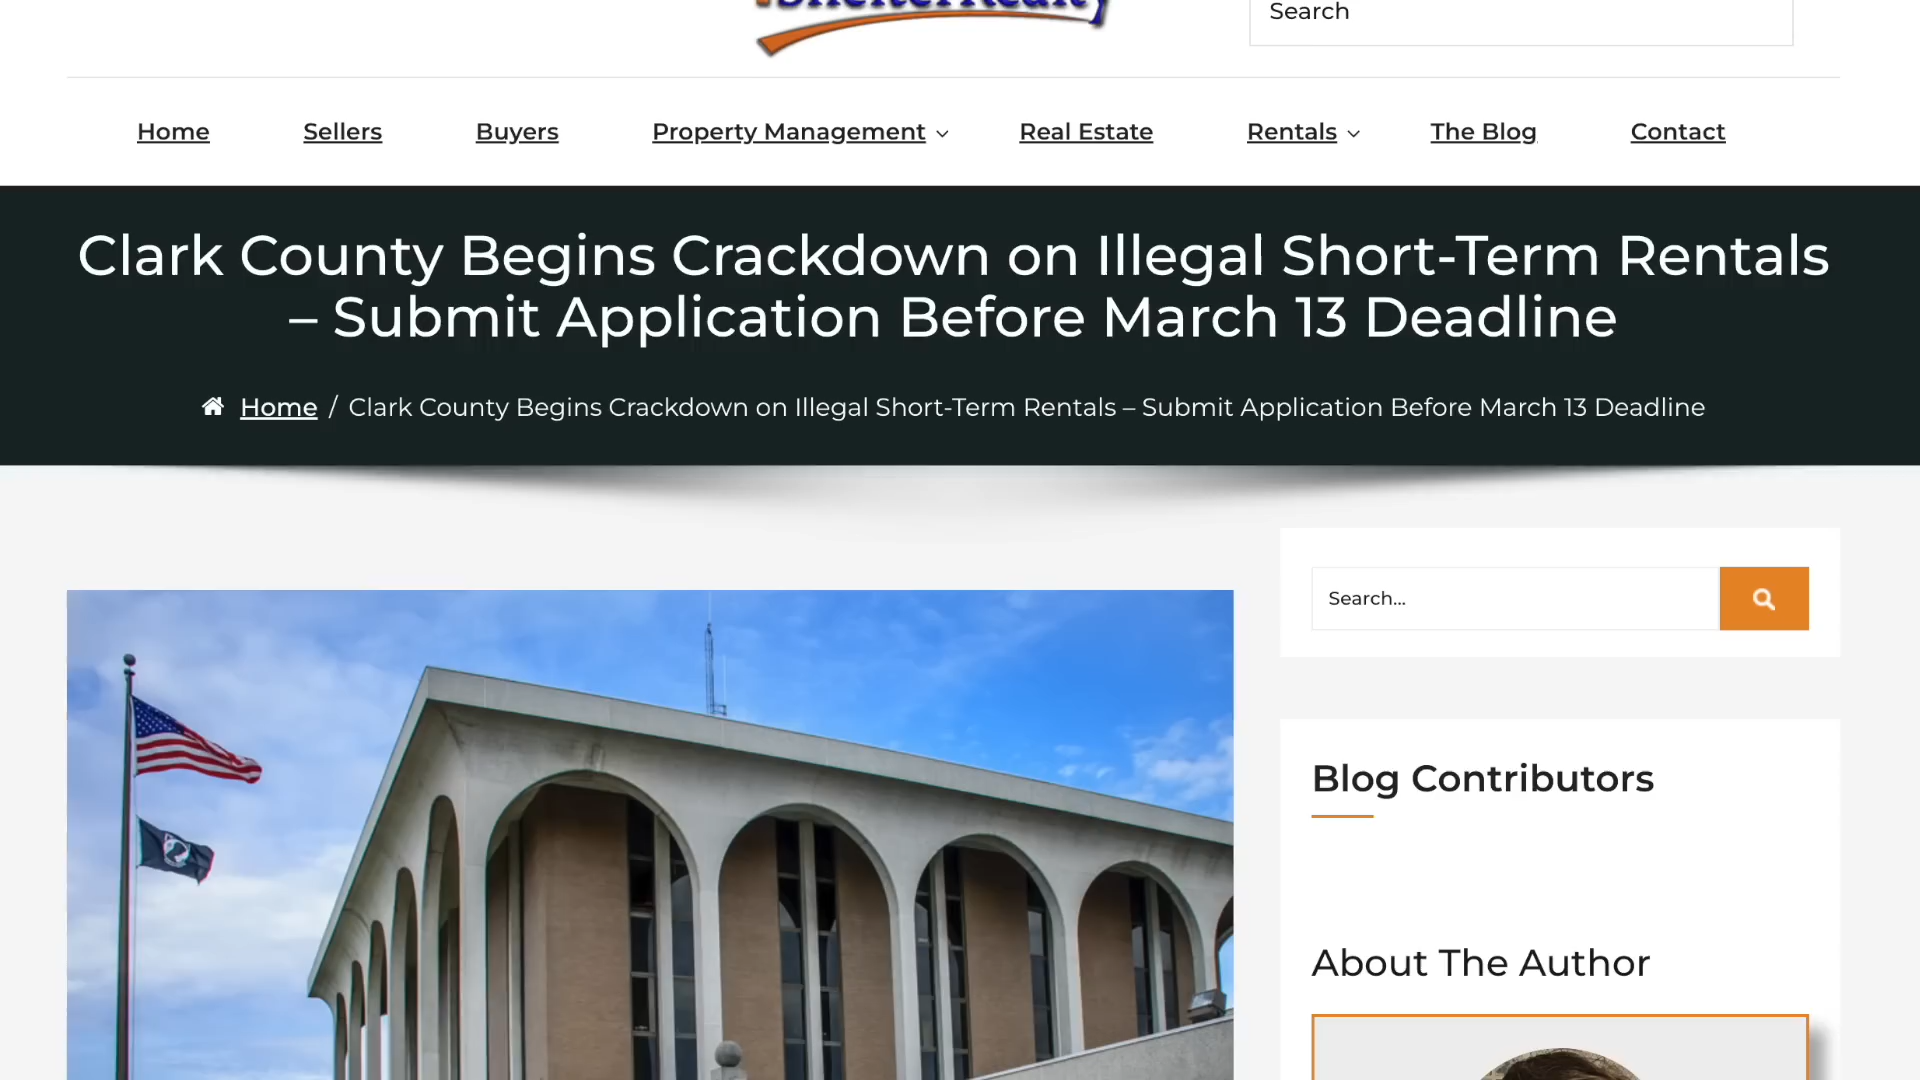 Search
Home Sellers Buyers Property Management Real Estate Rentals The Blog Contact
Clark County Begins Crackdown on Illegal Short-Term Rentals
– Submit Application Before March 13 Deadline
Home / Clark County Begins Crackdown on Illegal Short-Term Rentals – Submit Application Before March 13 Deadline
Search...
Blog Contributors
About The Author